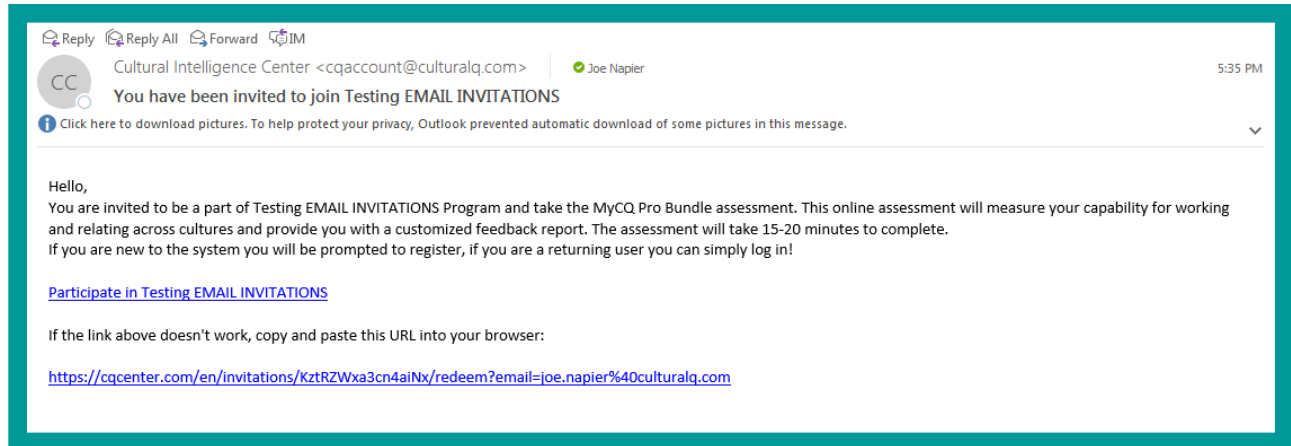 Reply Reply All Forward IM
CC
Cultural Intelligence Center <cqaccount@culturalq.com> Joe Napier 5:35 PM
You have been invited to join Testing EMAIL INVITATIONS
Click here to download pictures. To help protect your privacy, Outlook prevented automatic download of some pictures in this message.
Hello,
You are invited to be a part of Testing EMAIL INVITATIONS Program and take the MyCQ Pro Bundle assessment. This online assessment will measure your capability for working
and relating across cultures and provide you with a customized feedback report. The assessment will take 15-20 minutes to complete.
If you are new to the system you will be prompted to register, if you are a returning user you can simply log in!
Participate in Testing EMAIL INVITATIONS
If the link above doesn't work, copy and paste this URL into your browser:
https://cqcenter.com/en/invitations/KztRZWxa3cn4aiNx/redeem?email=joe.napier%40culturalq.com